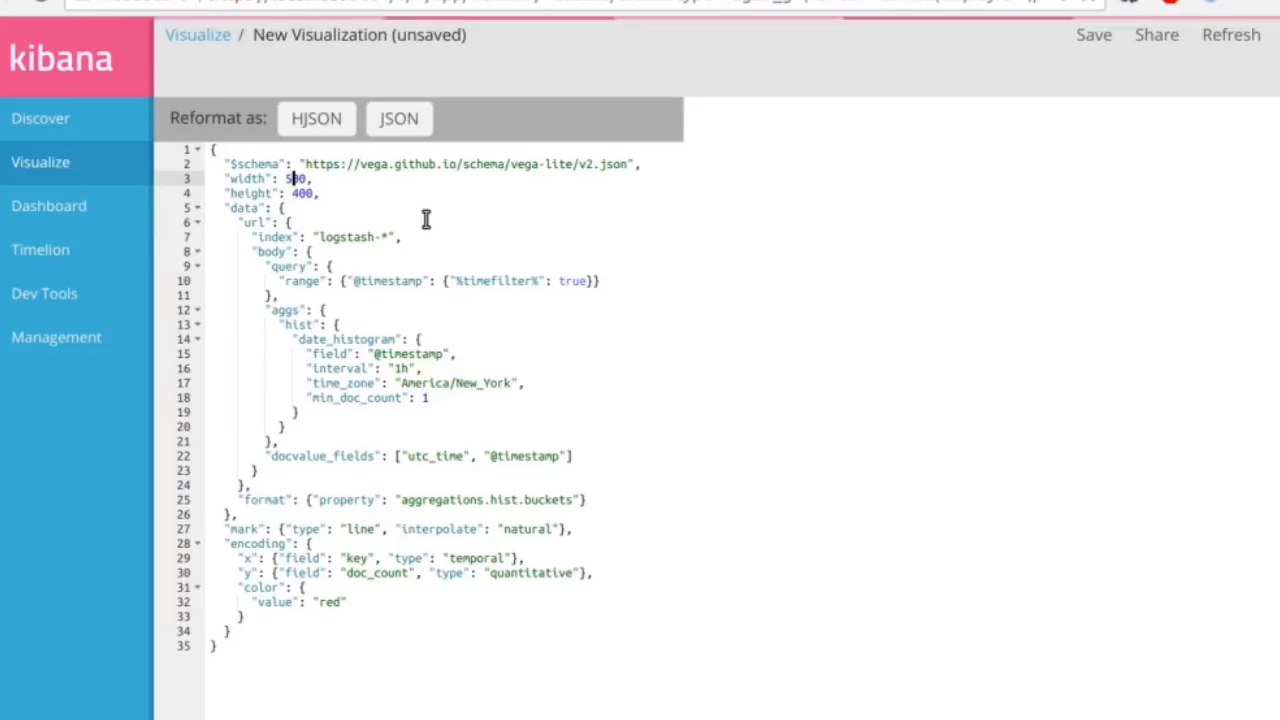 Visualize / New Visualization (unsaved)
Save Share Refresh
kibana
Discover
Visualize
Dashboard
Timelion
Dev Tools
Management
Reformat as: HJSON JSON
1 {
2 "$schema": "https://vega.github.io/schema/vega-lite/v2.json",
3 "width": 500,
4 "height": 400,
5 "data": {
6 "url": {
7 "index": "logstash-*",
8 "body": {
9 "query": {
10 "range": {"@timestamp": {"%timefilter%": true}}
11 },
12 "aggs": {
13 "hist": {
14 "date_histogram": {
15 "field": "@timestamp",
16 "interval": "1h",
17 "time_zone": "America/New_York",
18 "min_doc_count": 1
19 }
20 }
21 },
22 "docvalue_fields": ["utc_time", "@timestamp"]
23 }
24 },
25 "format": {"property": "aggregations.hist.buckets"}
26 },
27 "mark": {"type": "line", "interpolate": "natural"},
28 "encoding": {
29 "x": {"field": "key", "type": "temporal"},
30 "y": {"field": "doc_count", "type": "quantitative"},
31 "color": {
32 "value": "red"
33 }
34 }
35 }